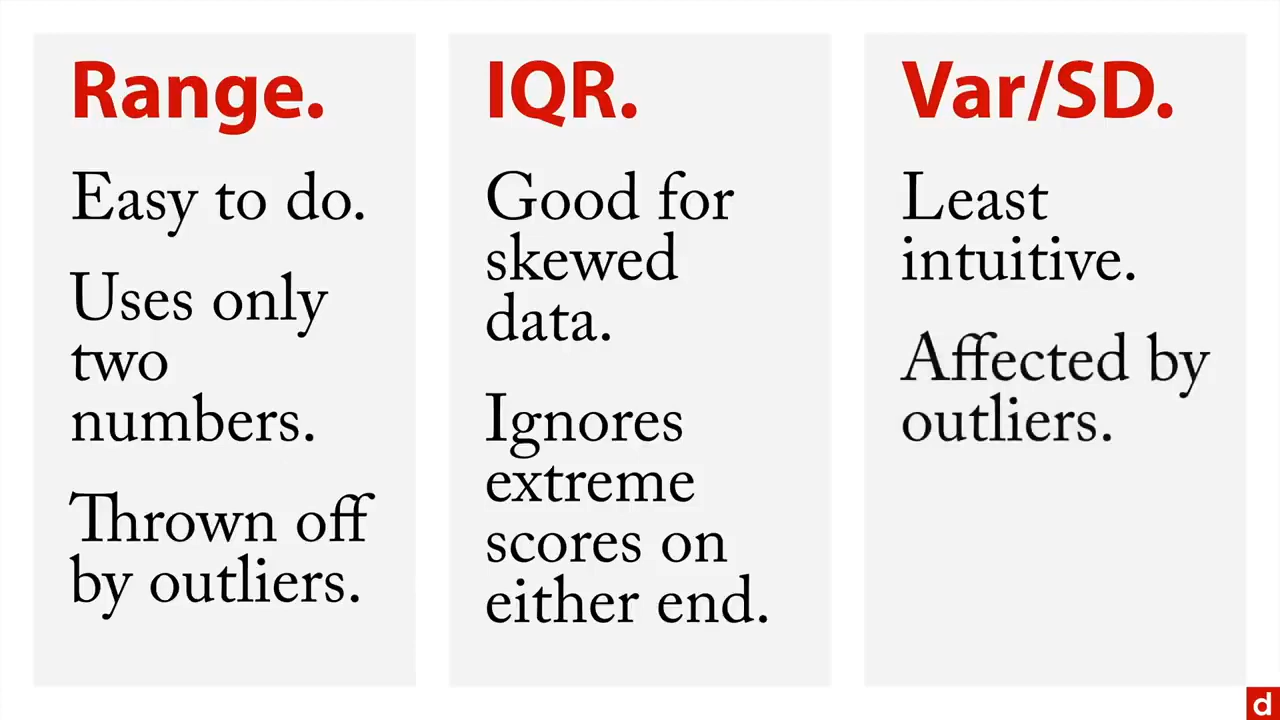 Range.
Easy to do.
Uses only
two
numbers.
Thrown off
by outliers.
IQR.
Good for
skewed
data.
Ignores
extreme
scores on
either end.
Var/SD.
Least
intuitive.
Affected by
outliers.
d